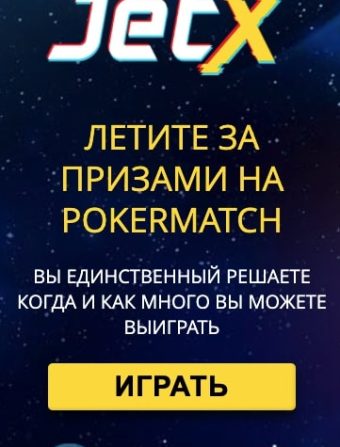 JetX
ЛЕТИТЕ ЗА
ПРИЗАМИ НА
POKERMATCH
ВЫ ЕДИНСТВЕННЫЙ РЕШАЕТЕ
КОГДА И КАК МНОГО ВЫ МОЖЕТЕ
ВЫИГРАТЬ
ИГРАТЬ